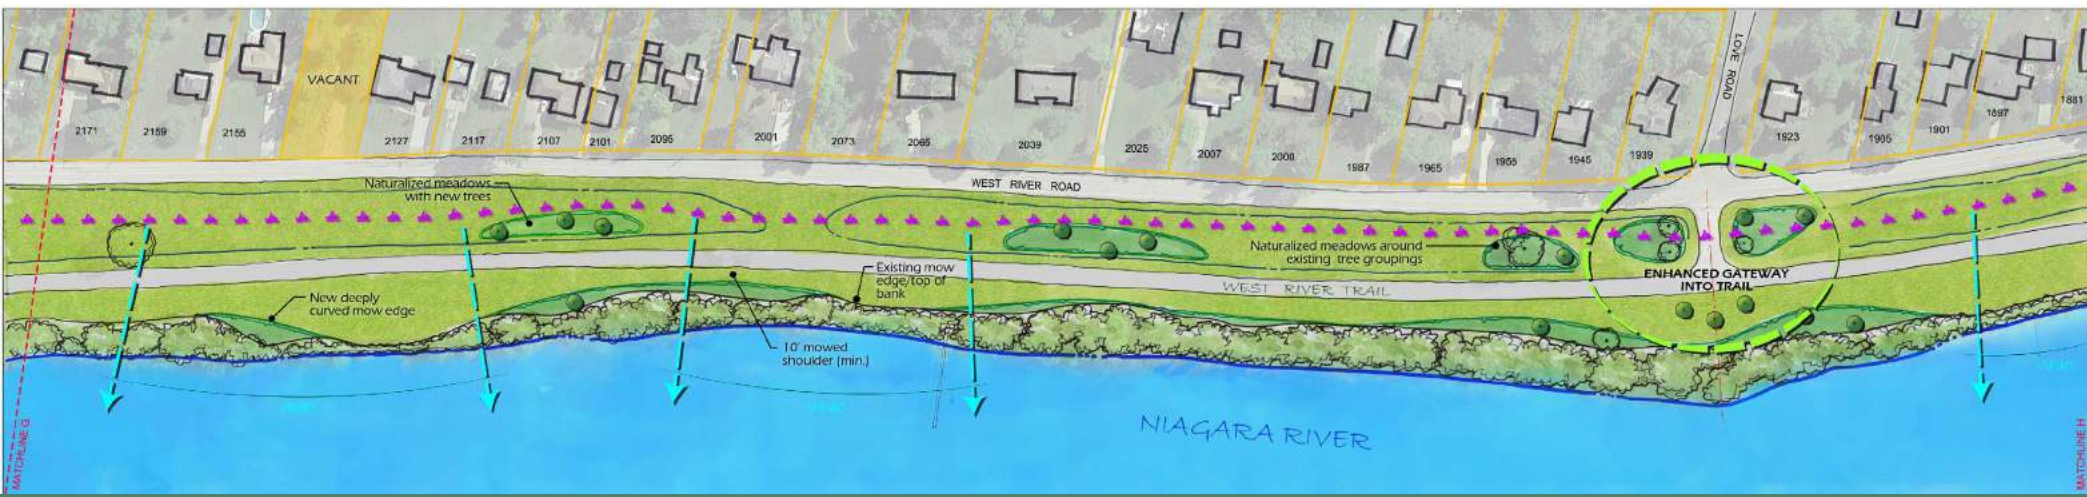 VACANT
LOVE ROAD
2171
2159
2155
2127
2117
2107
2101
2095
2001
2073
2065
2039
2025
2007
2000
1987
1965
1955
1945
1939
1923
1905
1901
1897
1881
WEST RIVER ROAD
Naturalized meadows
with new trees
Naturalized meadows around
existing tree groupings
ENHANCED GATEWAY
INTO TRAIL
Existing mow
edge/top of
bank
WEST RIVER TRAIL
New deeply
curved mow edge
10' mowed
shoulder (min.)
NIAGARA RIVER
MATCHLINE G
MATCHLINE H